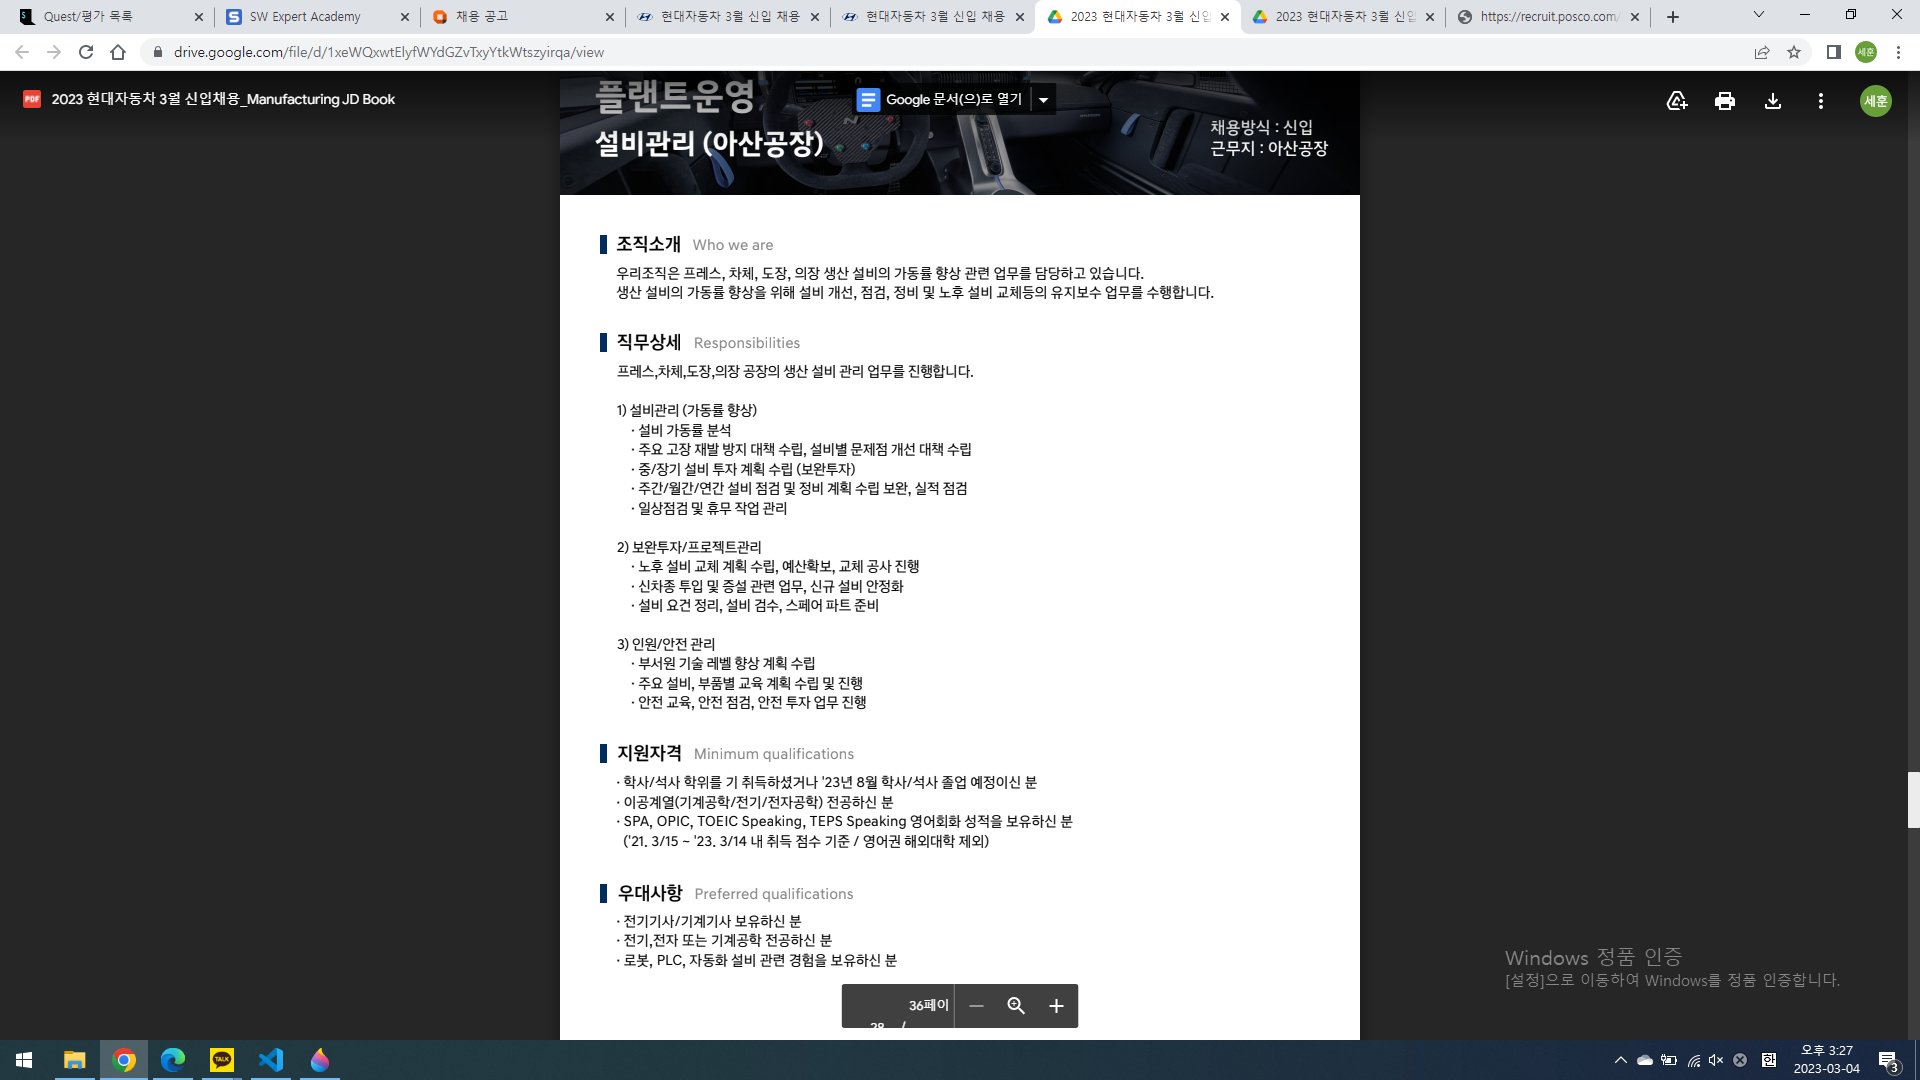 Quest/평가 목록
SW Expert Academy
채용 공고
현대자동차 3월 신입 채용
현대자동차 3월 신입 채용
2023 현대자동차 3월 신입
2023 현대자동차 3월 신입
https://recruit.posco.com/
drive.google.com/file/d/1xeWQxwtElyfWYdGZvTxyYtkWtszyirqa/view
세훈
PDF 2023 현대자동차 3월 신입채용_Manufacturing JD Book
Google 문서(으)로 열기
세훈
플랜트운영
설비관리 (아산공장)
채용방식 : 신입
근무지 : 아산공장
조직소개 Who we are
우리조직은 프레스, 차체, 도장, 의장 생산 설비의 가동률 향상 관련 업무를 담당하고 있습니다.
생산 설비의 가동률 향상을 위해 설비 개선, 점검, 정비 및 노후 설비 교체등의 유지보수 업무를 수행합니다.
직무상세 Responsibilities
프레스,차체,도장,의장 공장의 생산 설비 관리 업무를 진행합니다.
1) 설비관리 (가동률 향상)
· 설비 가동률 분석
· 주요 고장 재발 방지 대책 수립, 설비별 문제점 개선 대책 수립
· 중/장기 설비 투자 계획 수립 (보완투자)
· 주간/월간/연간 설비 점검 및 정비 계획 수립 보완, 실적 점검
· 일상점검 및 휴무 작업 관리
2) 보완투자/프로젝트관리
· 노후 설비 교체 계획 수립, 예산확보, 교체 공사 진행
· 신차종 투입 및 증설 관련 업무, 신규 설비 안정화
· 설비 요건 정리, 설비 검수, 스페어 파트 준비
3) 인원/안전 관리
· 부서원 기술 레벨 향상 계획 수립
· 주요 설비, 부품별 교육 계획 수립 및 진행
· 안전 교육, 안전 점검, 안전 투자 업무 진행
지원자격 Minimum qualifications
· 학사/석사 학위를 기 취득하셨거나 '23년 8월 학사/석사 졸업 예정이신 분
· 이공계열(기계공학/전기/전자공학) 전공하신 분
· SPA, OPIC, TOEIC Speaking, TEPS Speaking 영어회화 성적을 보유하신 분
('21. 3/15 ~ '23. 3/14 내 취득 점수 기준 / 영어권 해외대학 제외)
우대사항 Preferred qualifications
· 전기기사/기계기사 보유하신 분
· 전기,전자 또는 기계공학 전공하신 분
· 로봇, PLC, 자동화 설비 관련 경험을 보유하신 분
Windows 정품 인증
[설정]으로 이동하여 Windows를 정품 인증합니다.
36페이
28 /
TALK
한
오후 3:27
2023-03-04
3